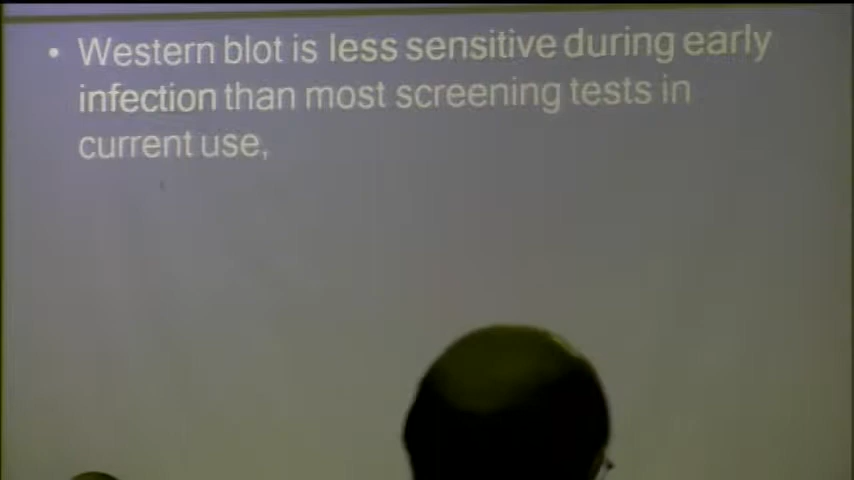 • Western blot is less sensitive during early
infection than most screening tests in
current use,